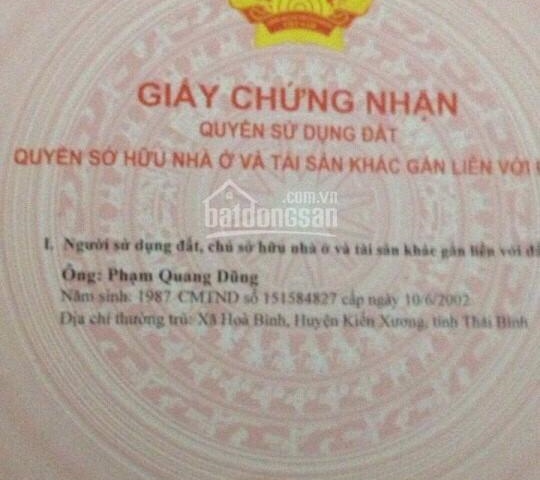 GIẤY CHỨNG NHẬN
QUYỀN SỬ DỤNG ĐẤT
QUYỀN SỞ HỮU NHÀ Ở VÀ TÀI SẢN KHÁC GẮN LIỀN VỚI
.com.vn
batdongsan
I. Người sử dụng đất, chủ sở hữu nhà ở và tài sản khác gắn liền với
Ông: Phạm Quang Dũng
Năm sinh: 1987 CMTND số 151584827 cấp ngày 10/6/2002
Địa chỉ thường trú: Xã Hoà Bình, Huyện Kiến Xương, tỉnh Thái Bình